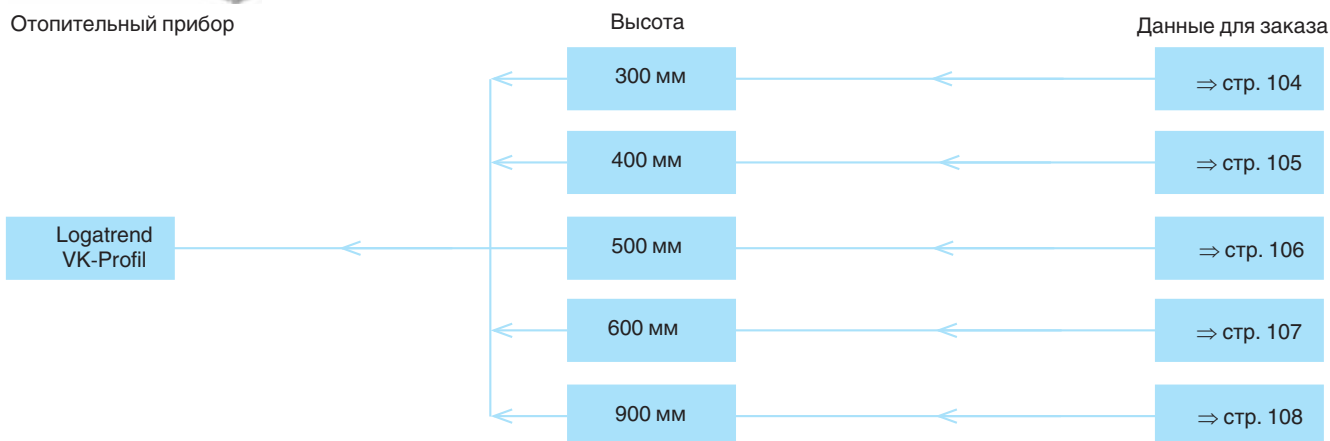 Отопительный прибор
Высота
Данные для заказа
300 мм
⇒ стр. 104
400 мм
⇒ стр. 105
Logatrend
VK-Profil
500 мм
⇒ стр. 106
600 мм
⇒ стр. 107
900 мм
⇒ стр. 108